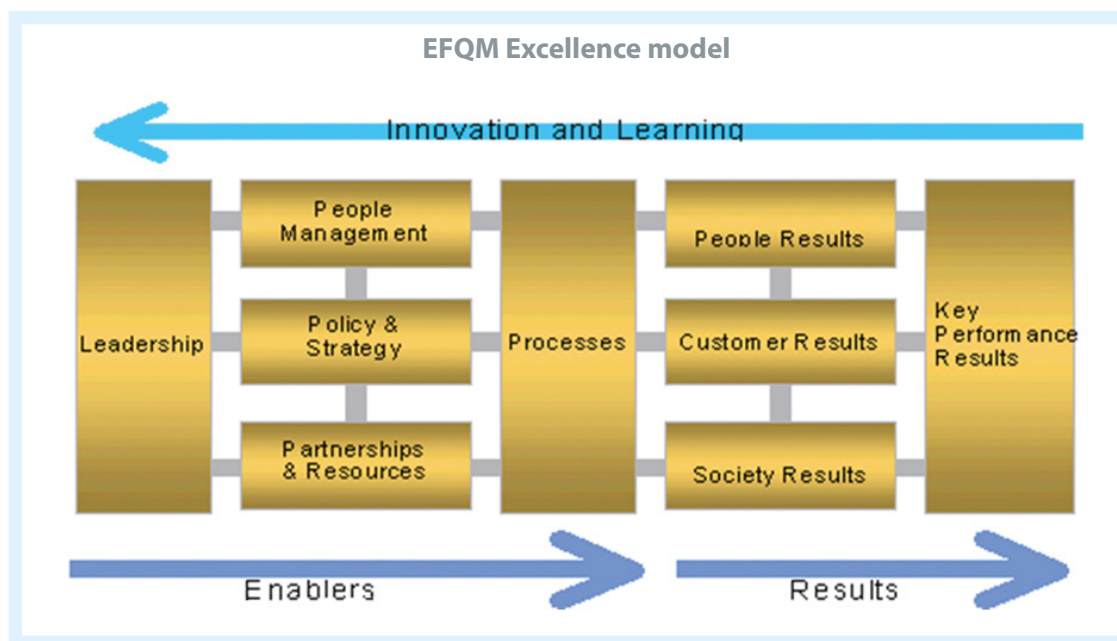 EFQM Excellence model
Innovation and Learning
Leadership
People
Management
Policy &
Strategy
Partnerships
& Resources
Processes
People Results
Customer Results
Society Results
Key
Performance
Results
Enablers
Results